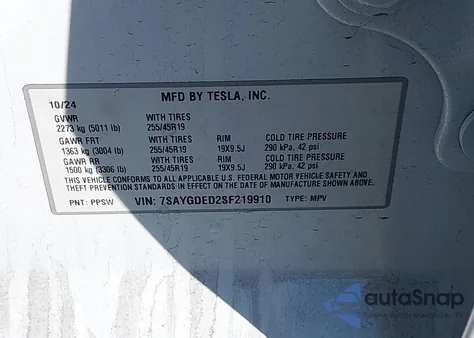 MFD BY TESLA, INC.
10/24
GVWR WITH TIRES
2273 kg (5011 lb) 255/45R19
GAWR FRT WITH TIRES RIM COLD TIRE PRESSURE
1363 kg (3004 lb) 255/45R19 19X9.5J 290 kPa, 42 psi
GAWR RR WITH TIRES RIM COLD TIRE PRESSURE
1500 kg (3306 lb) 255/45R19 19X9.5J 290 kPa, 42 psi
THIS VEHICLE CONFORMS TO ALL APPLICABLE U.S. FEDERAL MOTOR VEHICLE SAFETY AND
THEFT PREVENTION STANDARDS IN EFFECT ON THE DATE OF MANUFACTURE SHOWN ABOVE.
PNT: PPSW VIN: 7SAYGDED2SF219910 TYPE: MPV
autoSnap